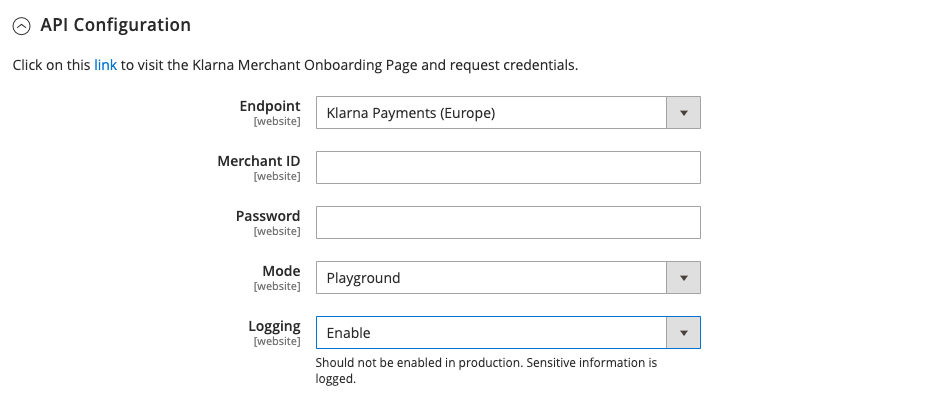 API Configuration
Click on this link to visit the Klarna Merchant Onboarding Page and request credentials.
Endpoint
[website]
Klarna Payments (Europe)
Merchant ID
[website]
Password
[website]
Mode
[website]
Playground
Logging
[website]
Enable
Should not be enabled in production. Sensitive information is
logged.